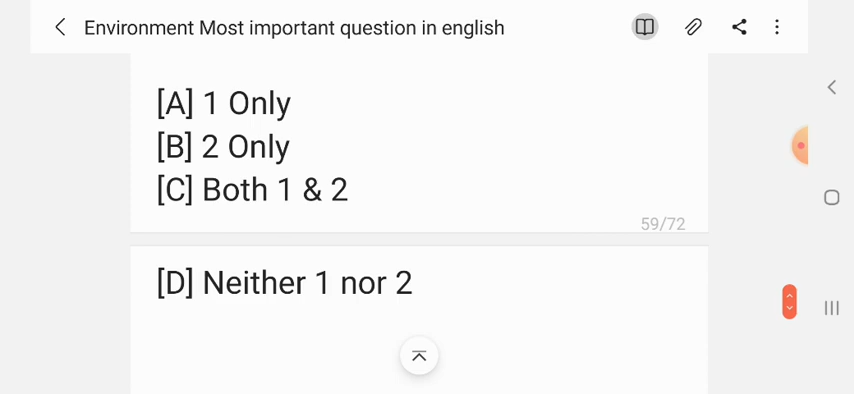 Environment Most important question in english
[A] 1 Only
[B] 2 Only
[C] Both 1 & 2
59/72
[D] Neither 1 nor 2